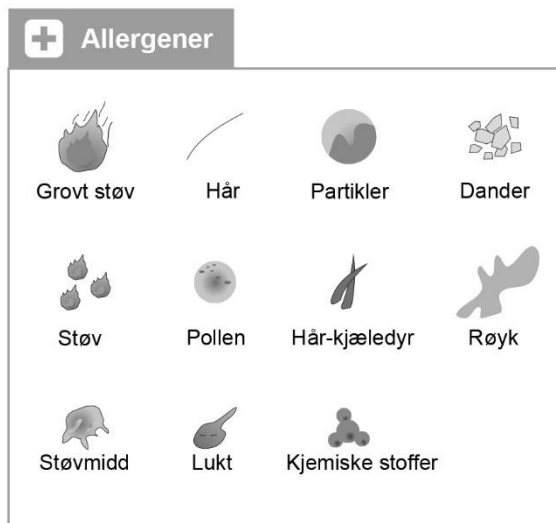 Allergener
Grovt støv Hår Partikler Dander
Støv Pollen Hår-kjæledyr Røyk
Støvmidd Lukt Kjemiske stoffer